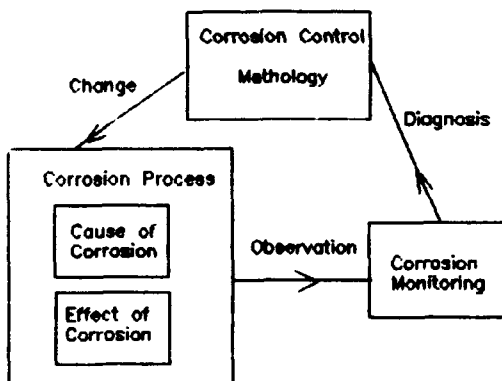 Corrosion Control
Methology
Change
Diagnosis
Corrosion Process
Cause of
Corrosion
Observation
Corrosion
Monitoring
Effect of
Corrosion